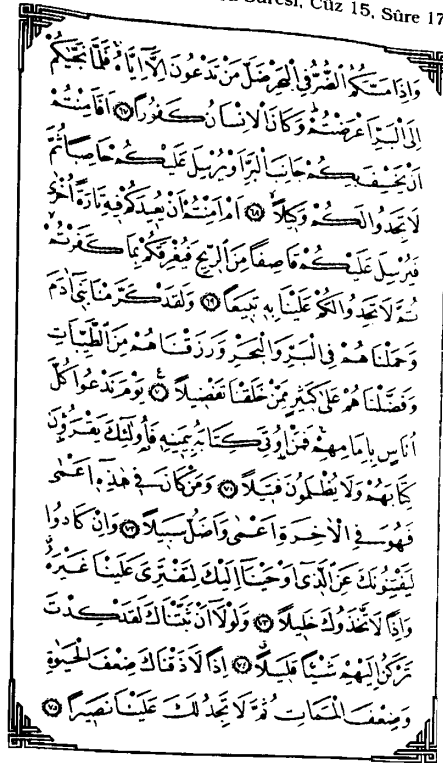 Sûresi, Cüz 15, Sûre 17
وَاِذَا مَسَّكُمُ الضُّرُّ فِي الْبَحْرِ ضَلَّ مَنْ تَدْعُونَ اِلَّٓا اِيَّاهُ فَلَمَّا نَجّٰيكُمْ
اِلَى الْبَرِّ اَعْرَضْتُمْ وَكَانَ الْاِنْسَانُ كَفُورًا ﴿٦٧﴾ اَفَاَمِنْتُمْ
اَنْ يَخْسِفَ بِكُمْ جَانِبَ الْبَرِّ اَوْ يُرْسِلَ عَلَيْكُمْ حَاصِبًا ثُمَّ
لَا تَجِدُوا لَكُمْ وَكِيلًا ﴿٦٨﴾ اَمْ اَمِنْتُمْ اَنْ يُعِيدَكُمْ فِيهِ تَارَةً اُخْرٰى
فَيُرْسِلَ عَلَيْكُمْ قَاصِفًا مِنَ الرِّيحِ فَيُغْرِقَكُمْ بِمَا كَفَرْتُمْ
ثُمَّ لَا تَجِدُوا لَكُمْ عَلَيْنَا بِهِ تَبِيعًا ﴿٦٩﴾ وَلَقَدْ كَرَّمْنَا بَنِٓي اٰدَمَ
وَحَمَلْنَاهُمْ فِي الْبَرِّ وَالْبَحْرِ وَرَزَقْنَاهُمْ مِنَ الطَّيِّبَاتِ
وَفَضَّلْنَاهُمْ عَلٰى كَثِيرٍ مِمَّنْ خَلَقْنَا تَفْضِيلًا ﴿٧٠﴾ يَوْمَ نَدْعُوا كُلَّ
اُنَاسٍ بِاِمَامِهِمْ فَمَنْ اُو۫تِيَ كِتَابَهُ بِيَمِينِهِ فَاُو۬لٰٓئِكَ يَقْرَؤُ۫نَ
كِتَابَهُمْ وَلَا يُظْلَمُونَ فَتِيلًا ﴿٧١﴾ وَمَنْ كَانَ فِي هٰذِهِٓ اَعْمٰى
فَهُوَ فِي الْاٰخِرَةِ اَعْمٰى وَاَضَلُّ سَبِيلًا ﴿٧٢﴾ وَاِنْ كَادُوا
لَيَفْتِنُونَكَ عَنِ الَّذِٓي اَوْحَيْنَٓا اِلَيْكَ لِتَفْتَرِيَ عَلَيْنَا غَيْرَهُ
وَاِذًا لَاتَّخَذُوكَ خَلِيلًا ﴿٧٣﴾ وَلَوْلَٓا اَنْ ثَبَّتْنَاكَ لَقَدْ كِدْتَ
تَرْكَنُ اِلَيْهِمْ شَيْـًٔا قَلِيلًا ﴿٧٤﴾ اِذًا لَاَذَقْنَاكَ ضِعْفَ الْحَيٰوةِ
وَضِعْفَ الْمَمَاتِ ثُمَّ لَا تَجِدُ لَكَ عَلَيْنَا نَصِيرًا ﴿٧٥﴾